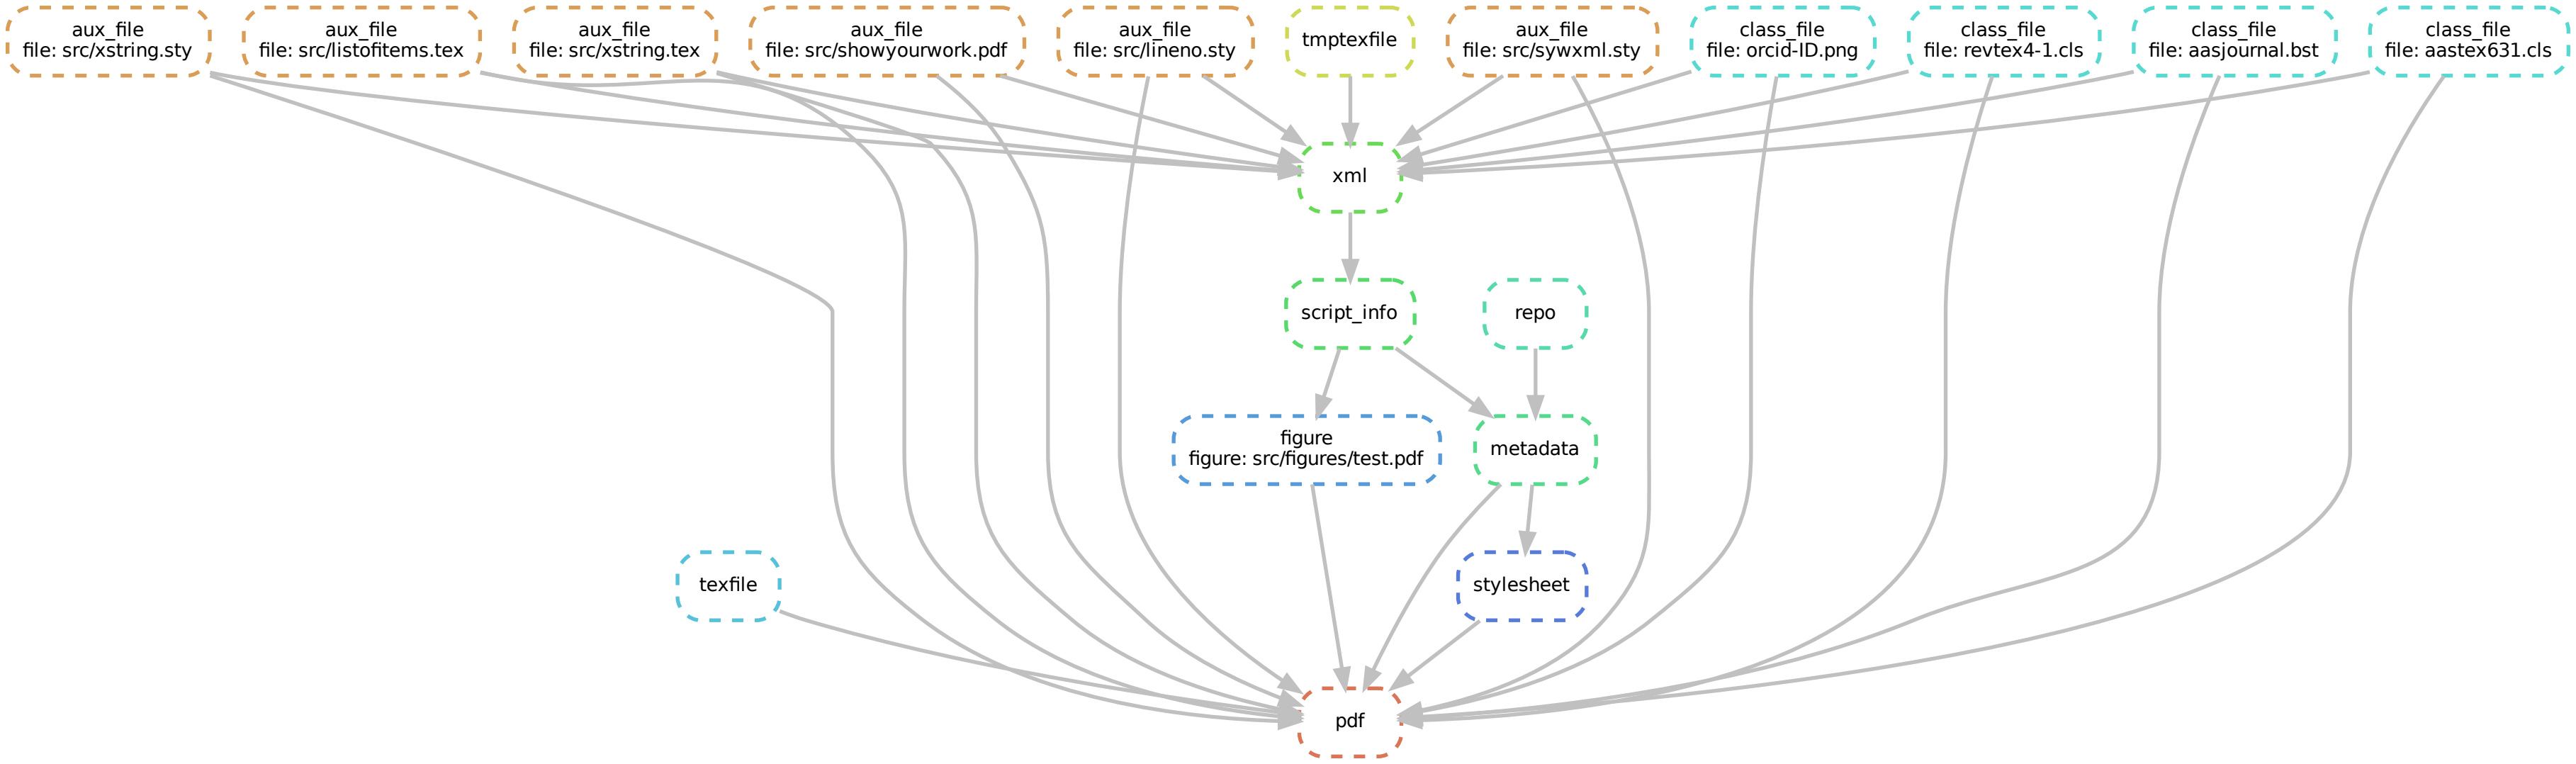 aux_file
file: src/xstring.sty
aux_file
file: src/listofitems.tex
aux_file
file: src/xstring.tex
aux_file
file: src/showyourwork.pdf
aux_file
file: src/lineno.sty
tmptexfile
aux_file
file: src/sywxml.sty
class_file
file: orcid-ID.png
class_file
file: revtex4-1.cls
class_file
file: aasjournal.bst
class_file
file: aastex631.cls
xml
script_info
repo
figure
figure: src/figures/test.pdf
metadata
texfile
stylesheet
pdf